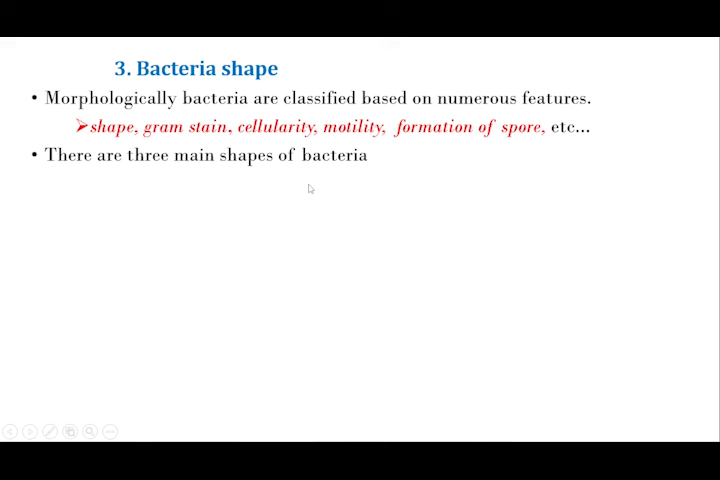 3. Bacteria shape
• Morphologically bacteria are classified based on numerous features.
➢shape, gram stain, cellularity, motility, formation of spore, etc...
• There are three main shapes of bacteria